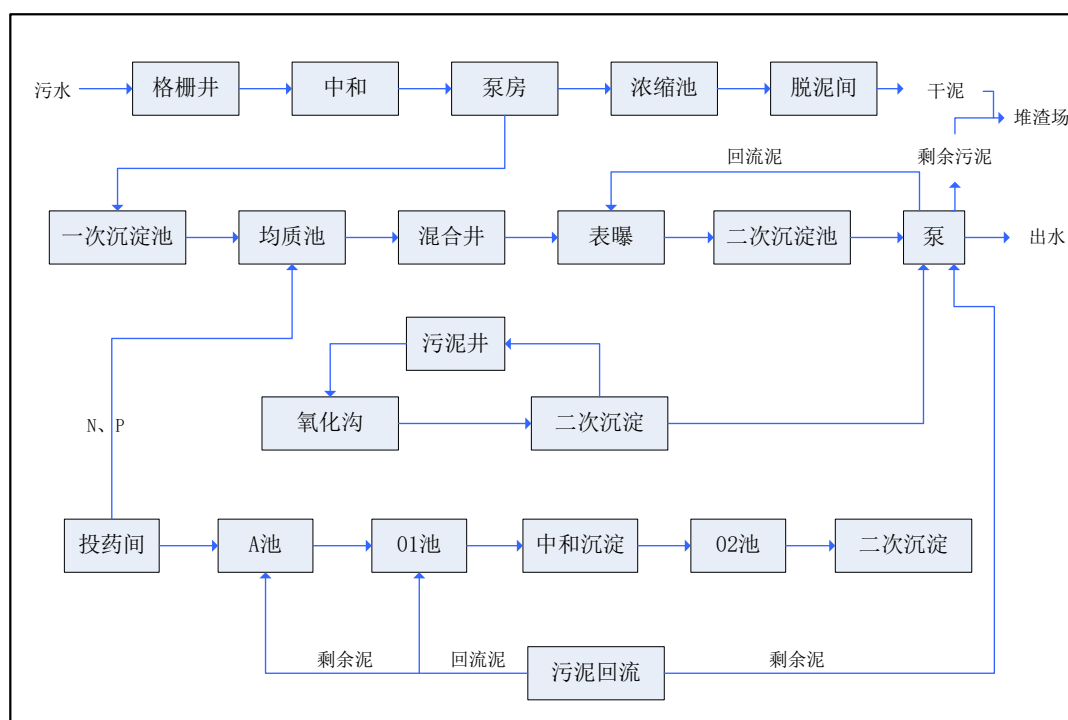 污水
格栅井
中和
泵房
浓缩池
脱泥间
干泥
堆渣场
回流泥
剩余污泥
一次沉淀池
均质池
混合井
表曝
二次沉淀池
泵
出水
污泥井
氧化沟
二次沉淀
N、P
投药间
A池
O1池
中和沉淀
O2池
二次沉淀
剩余泥
回流泥
污泥回流
剩余泥